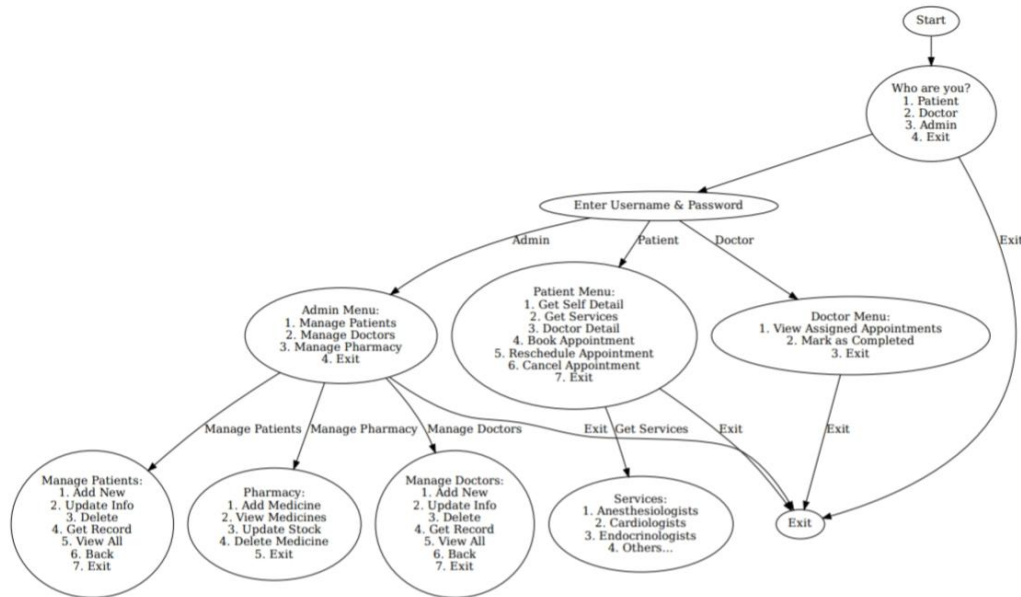 Start
Who are you?
1. Patient
2. Doctor
3. Admin
4. Exit
Enter Username & Password
Exit
Admin
Patient
Doctor
Admin Menu:
1. Manage Patients
2. Manage Doctors
3. Manage Pharmacy
4. Exit
Patient Menu:
1. Get Self Detail
2. Get Services
3. Doctor Detail
4. Book Appointment
5. Reschedule Appointment
6. Cancel Appointment
7. Exit
Doctor Menu:
1. View Assigned Appointments
2. Mark as Completed
3. Exit
Manage Patients
Manage Pharmacy
Manage Doctors
Exit
Get Services
Exit
Exit
Manage Patients:
1. Add New
2. Update Info
3. Delete
4. Get Record
5. View All
6. Back
7. Exit
Pharmacy:
1. Add Medicine
2. View Medicines
3. Update Stock
4. Delete Medicine
5. Exit
Manage Doctors:
1. Add New
2. Update Info
3. Delete
4. Get Record
5. View All
6. Back
7. Exit
Services:
1. Anesthesiologists
2. Cardiologists
3. Endocrinologists
4. Others...
Exit